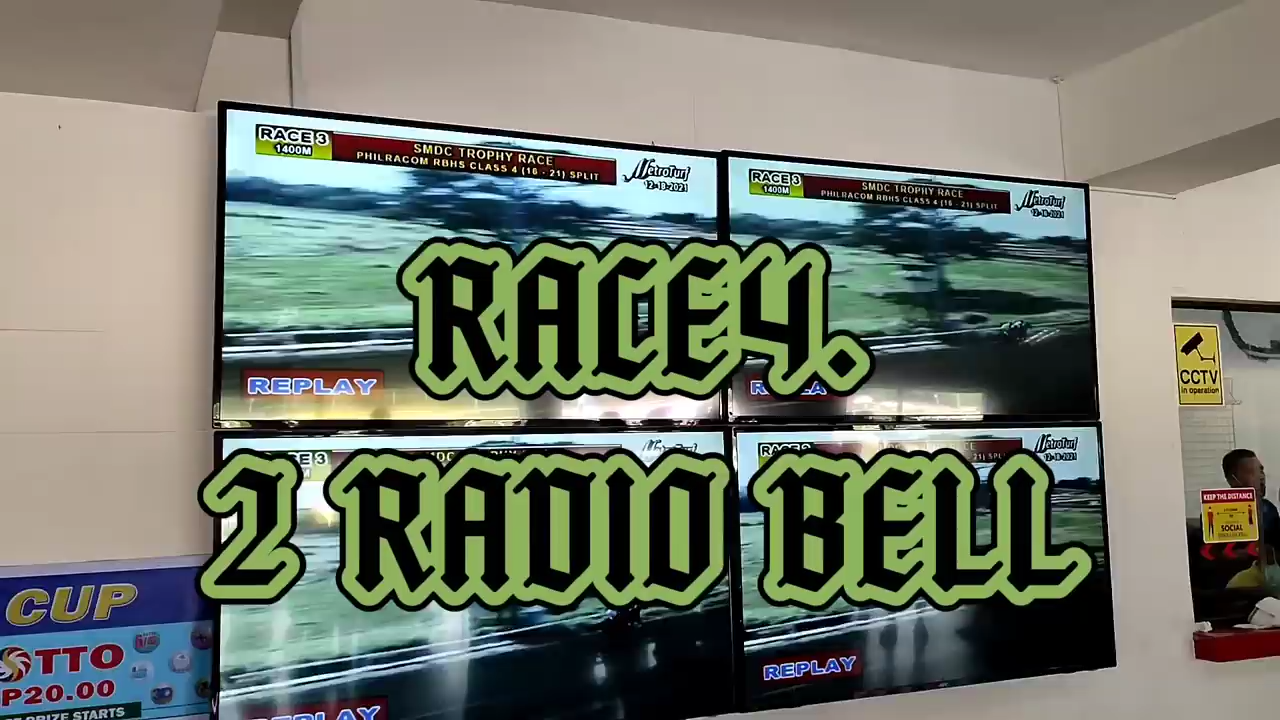 RACE 3
1400M
SMDC TROPHY RACE
PHILRACOM RBHS CLASS 4 (16 - 21) SPLIT
MetroTurf
12-18-2021
REPLAY
RACE 3
1400M
SMDC TROPHY RACE
PHILRACOM RBHS CLASS 4 (16 - 21) SPLIT
MetroTurf
12-18-2021
RACE4.
2 RADIO BELL
MetroTurf
MetroTurf
12-18-2021
21) SPLIT
REPLAY
REPLAY
CCTV
in operation
KEEP THE DISTANCE
SOCIAL
CUP
OTTO
P20.00
PRIZE STARTS